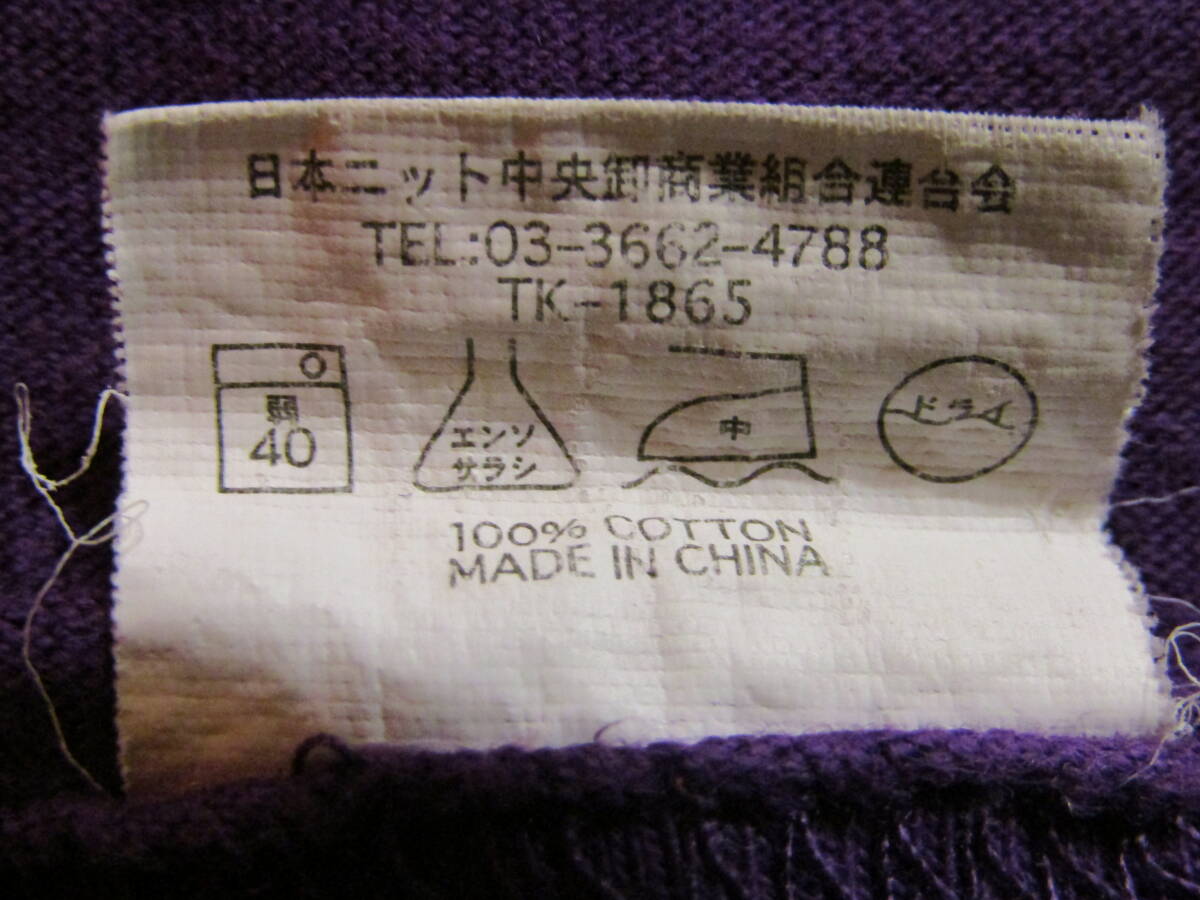 日本ニット中央卸商業組合連合会
TEL:03-3662-4788
TK-1865
弱
40
エンソ
サラシ
中
ドライ
100% COTTON
MADE IN CHINA